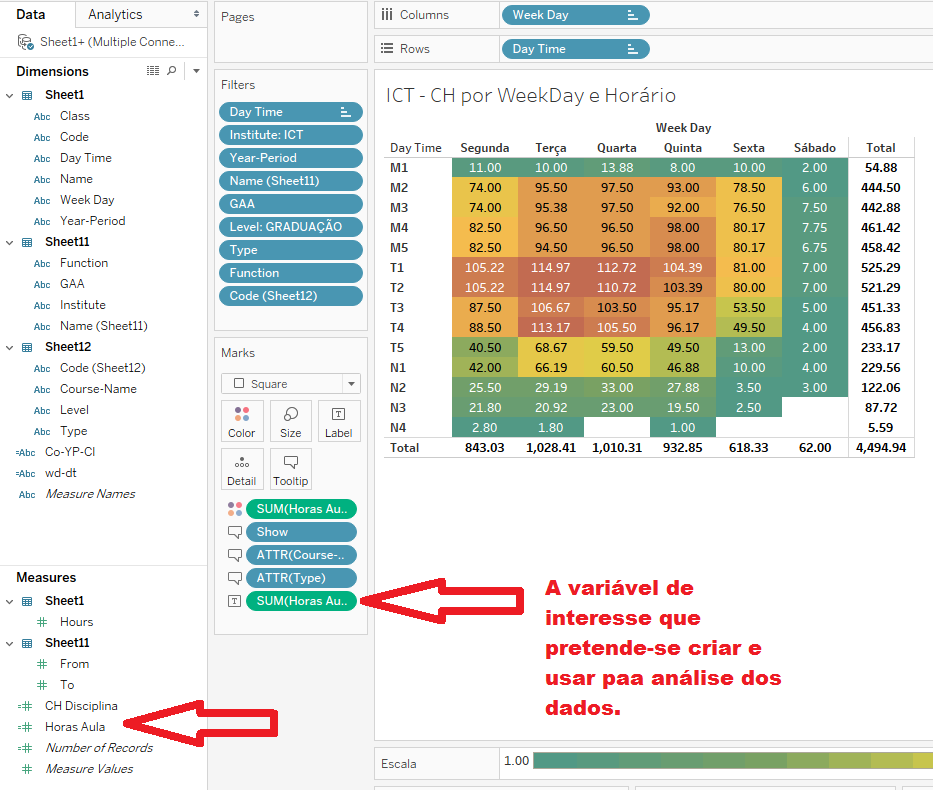 Data
Analytics
Sheet1+ (Multiple Conne...
Dimensions
Sheet1
Abc Class
Abc Code
Abc Day Time
Abc Name
Abc Week Day
Abc Year-Period
Sheet11
Abc Function
Abc GAA
Abc Institute
Abc Name (Sheet11)
Sheet12
Abc Code (Sheet12)
Abc Course-Name
Abc Level
Abc Type
=Abc Co-YP-Cl
=Abc wd-dt
Abc Measure Names
Measures
Sheet1
# Hours
Sheet11
# From
# To
=# CH Disciplina
=# Horas Aula
=# Number of Records
# Measure Values
Pages
Filters
Day Time
Institute: ICT
Year-Period
Name (Sheet11)
GAA
Level: GRADUAÇÃO
Type
Function
Code (Sheet12)
Marks
Square
Color Size Label
Detail Tooltip
SUM(Horas Au..
Show
ATTR(Course-..
ATTR(Type)
SUM(Horas Au..
Columns Week Day
Rows Day Time
ICT - CH por WeekDay e Horário
Week Day
Day Time Segunda Terça Quarta Quinta Sexta Sábado Total
M1 11.00 10.00 13.88 8.00 10.00 2.00 54.88
M2 74.00 95.50 97.50 93.00 78.50 6.00 444.50
M3 74.00 95.38 97.50 92.00 76.50 7.50 442.88
M4 82.50 96.50 96.50 98.00 80.17 7.75 461.42
M5 82.50 94.50 96.50 98.00 80.17 6.75 458.42
T1 105.22 114.97 112.72 104.39 81.00 7.00 525.29
T2 105.22 114.97 110.72 103.39 80.00 7.00 521.29
T3 87.50 106.67 103.50 95.17 53.50 5.00 451.33
T4 88.50 113.17 105.50 96.17 49.50 4.00 456.83
T5 40.50 68.67 59.50 49.50 13.00 2.00 233.17
N1 42.00 66.19 60.50 46.88 10.00 4.00 229.56
N2 25.50 29.19 33.00 27.88 3.50 3.00 122.06
N3 21.80 20.92 23.00 19.50 2.50 87.72
N4 2.80 1.80 1.00 5.59
Total 843.03 1,028.41 1,010.31 932.85 618.33 62.00 4,494.94
A variável de
interesse que
pretende-se criar e
usar paa análise dos
dados.
Escala 1.00